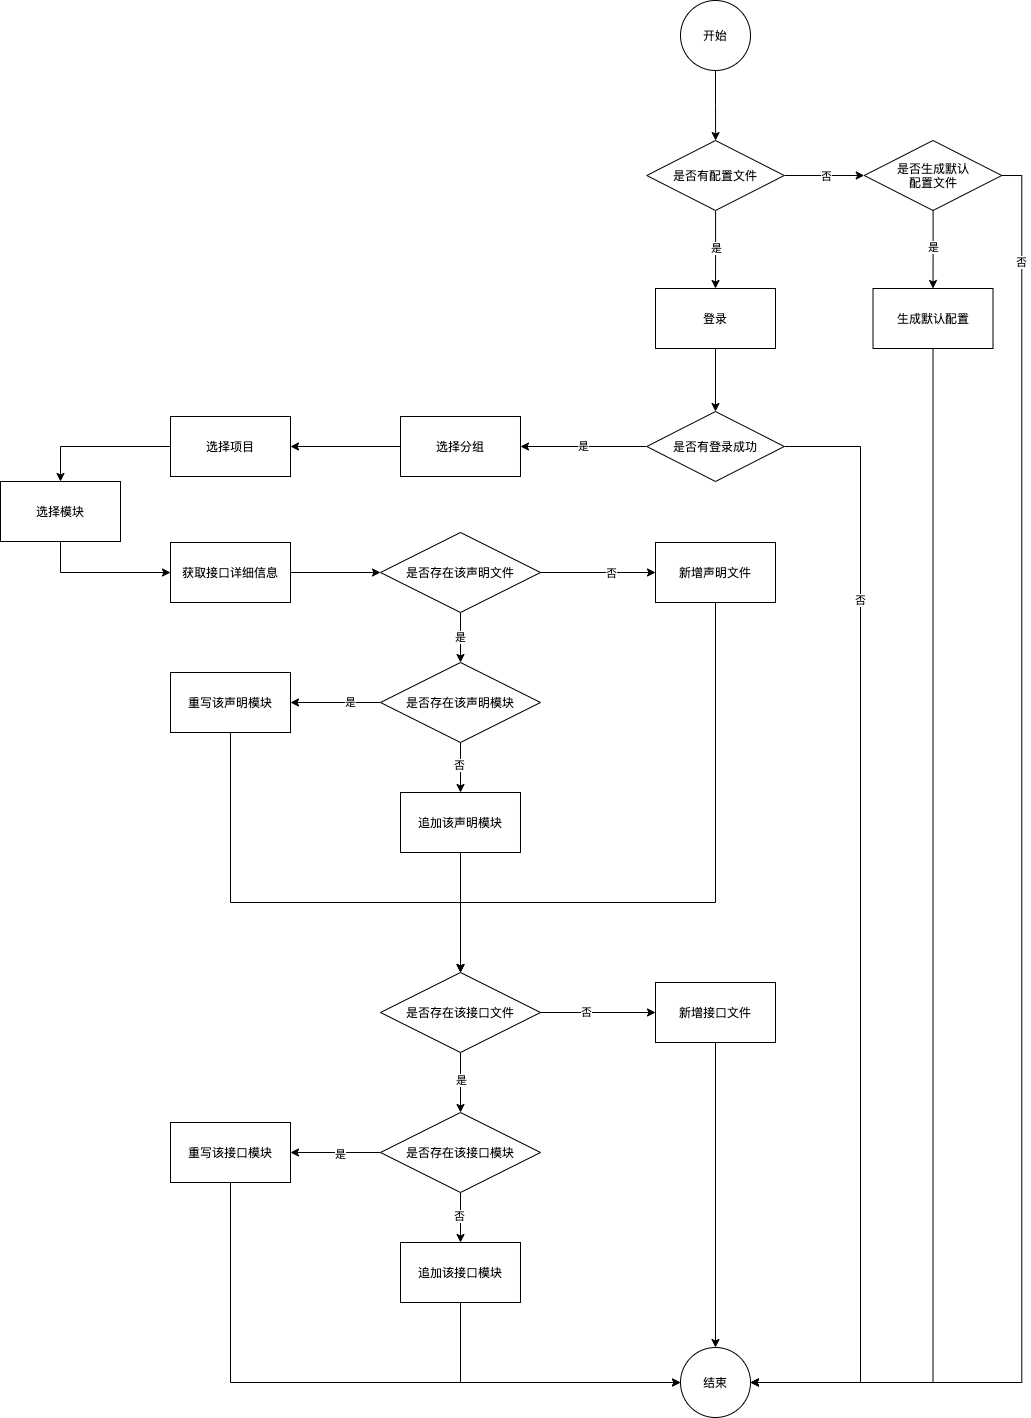 开始
是否有配置文件
否
是否生成默认
配置文件
是
是
否
登录
生成默认配置
选择项目
选择分组
是
是否有登录成功
选择模块
获取接口详细信息
是否存在该声明文件
否
新增声明文件
否
是
重写该声明模块
是
是否存在该声明模块
否
追加该声明模块
是否存在该接口文件
否
新增接口文件
是
重写该接口模块
是
是否存在该接口模块
否
追加该接口模块
结束